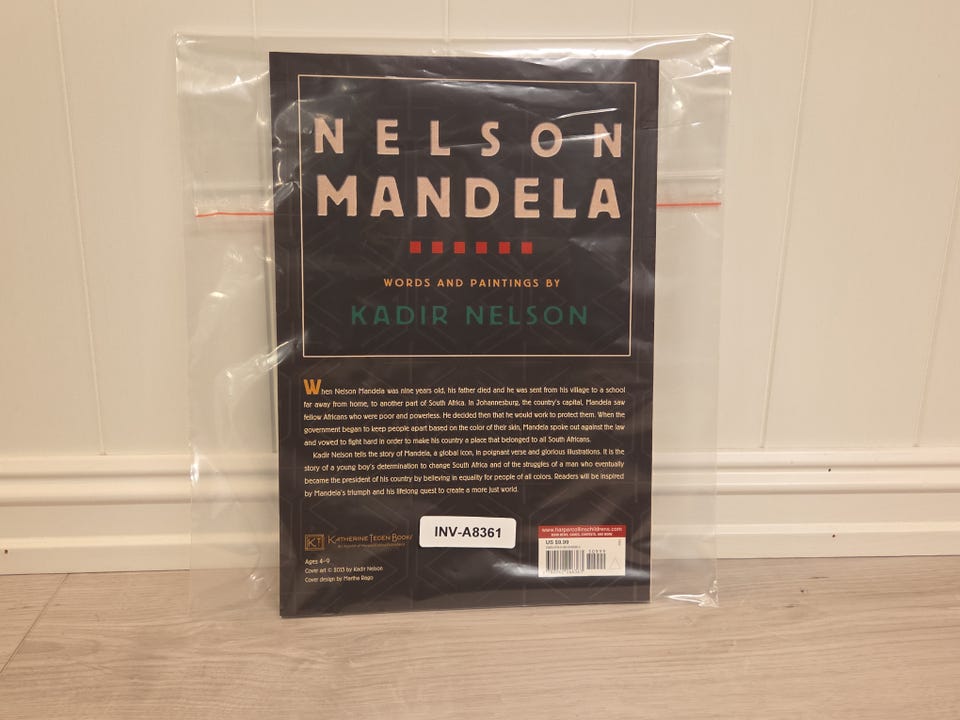 NELSON
MANDELA
WORDS AND PAINTINGS BY
KADIR NELSON
When Nelson Mandela was nine years old, his father died and he was sent from his village to a school
far away from home, to another part of South Africa. In Johannesburg, the country's capital, Mandela saw
fellow Africans who were poor and powerless. He decided then that he would work to protect them. When the
government began to keep people apart based on the color of their skin, Mandela spoke out against the law
and vowed to fight hard in order to make his country a place that belonged to all South Africans.
Kadir Nelson tells the story of Mandela, a global icon, in poignant verse and glorious illustrations. It is the
story of a young boy's determination to change South Africa and of the struggles of a man who eventually
became the president of his country by believing in equality for people of all colors. Readers will be inspired
by Mandela's triumph and his lifelong quest to create a more just world.
INV-A8361
KT KATHERINE TEGEN BOOKS
Ages 4–9
Cover art © 2013 by Kadir Nelson
Cover design by Martha Rago
www.harpercollinschildrens.com
US $9.99